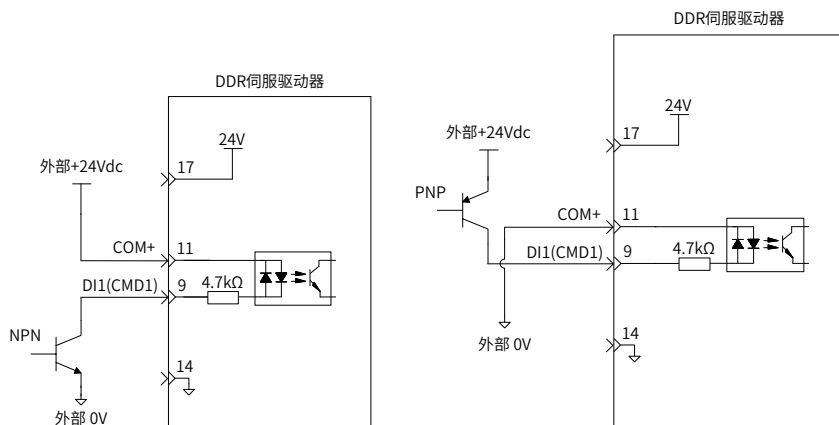 DDR伺服驱动器
24V
17
外部+24Vdc
COM+
11
DI1(CMD1)
9
4.7kΩ
NPN
14
外部 0V
DDR伺服驱动器
24V
17
外部+24Vdc
PNP
COM+
11
DI1(CMD1)
9
4.7kΩ
外部 0V
14